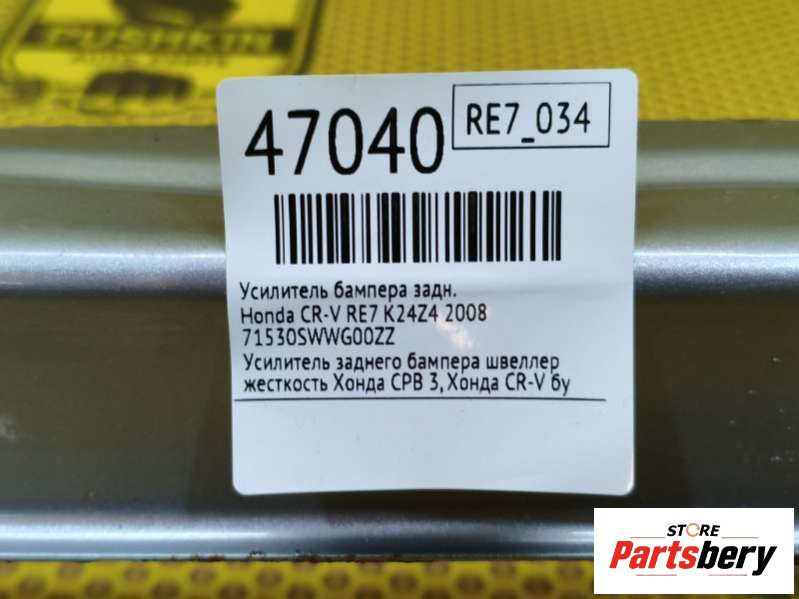 PUSHKIN
47040
RE7_034
Усилитель бампера задн.
Honda CR-V RE7 K24Z4 2008
71530SWWG00ZZ
Усилитель заднего бампера швеллер
жесткость Хонда СРВ 3, Хонда CR-V бу
STORE
Partsbery